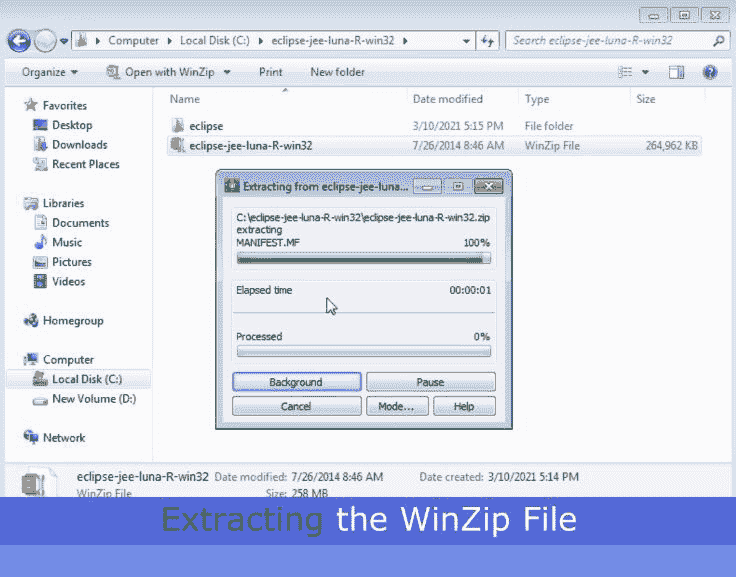 Computer ▸ Local Disk (C:) ▸ eclipse-jee-luna-R-win32 ▸ Search eclipse-jee-luna-R-win32
Organize Open with WinZip Print New folder
Name Date modified Type Size
Favorites
Desktop
Downloads
Recent Places
Libraries
Documents
Music
Pictures
Videos
Homegroup
Computer
Local Disk (C:)
New Volume (D:)
Network
eclipse 3/10/2021 5:15 PM File folder
eclipse-jee-luna-R-win32 7/26/2014 8:46 AM WinZip File 264,962 KB
Extracting from eclipse-jee-luna...
C:\eclipse-jee-luna-R-win32\eclipse-jee-luna-R-win32.zip
extracting
MANIFEST.MF 100%
Elapsed time 00:00:01
Processed 0%
Background Pause
Cancel Mode... Help
eclipse-jee-luna-R-win32 Date modified: 7/26/2014 8:46 AM Date created: 3/10/2021 5:14 PM
WinZip File Size: 258 MB
Extracting the WinZip File